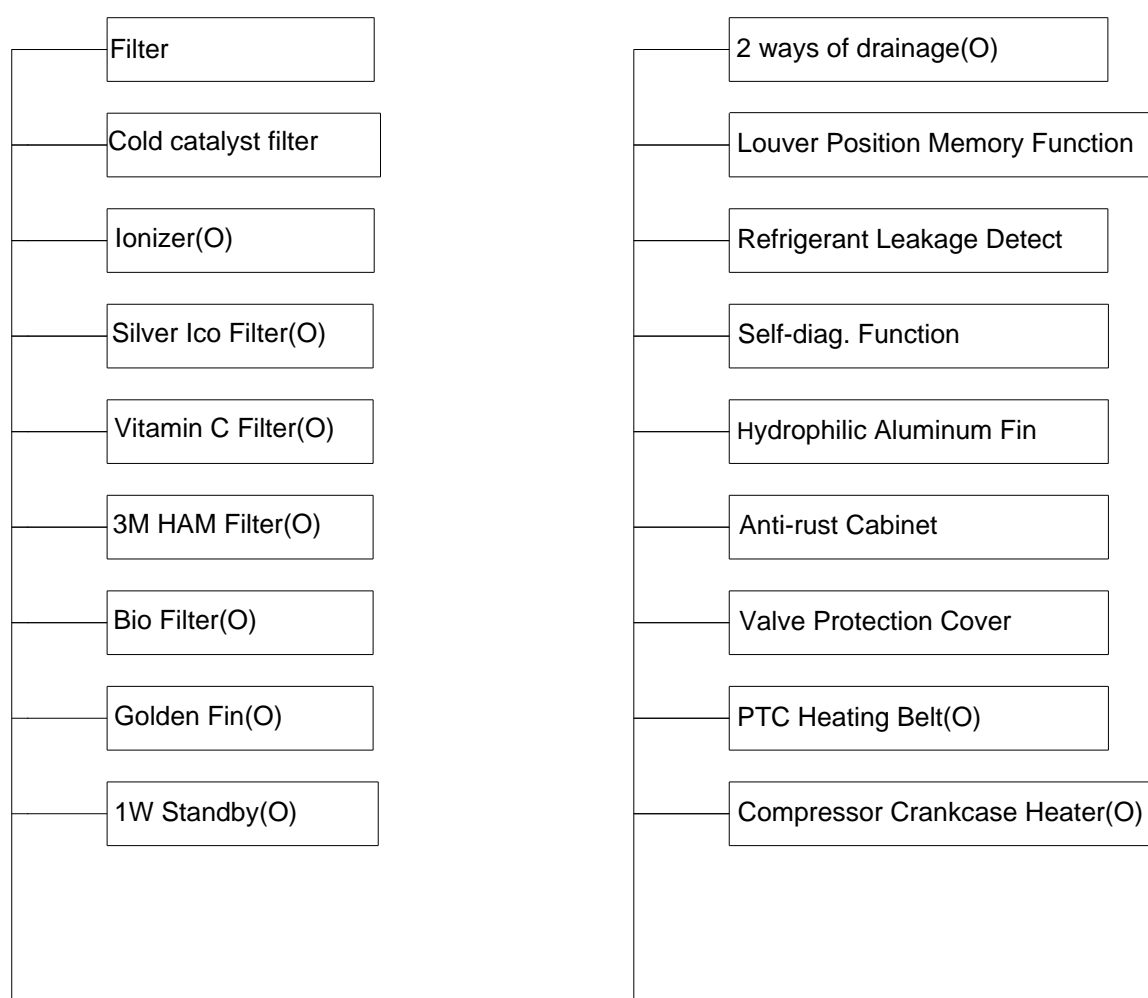 Filter
Cold catalyst filter
Ionizer(O)
Silver Ico Filter(O)
Vitamin C Filter(O)
3M HAM Filter(O)
Bio Filter(O)
Golden Fin(O)
1W Standby(O)
2 ways of drainage(O)
Louver Position Memory Function
Refrigerant Leakage Detect
Self-diag. Function
Hydrophilic Aluminum Fin
Anti-rust Cabinet
Valve Protection Cover
PTC Heating Belt(O)
Compressor Crankcase Heater(O)